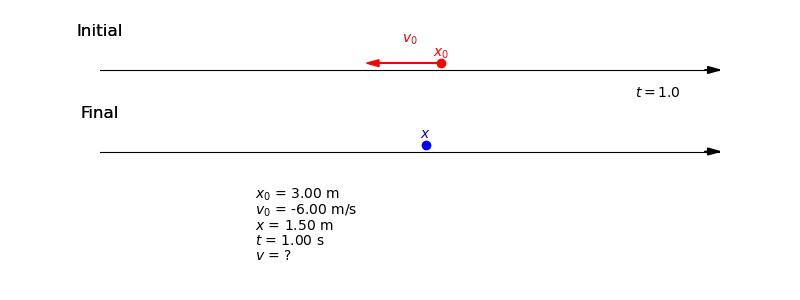 Initial
v₀
x₀
t = 1.0
Final
x
x₀ = 3.00 m
v₀ = -6.00 m/s
x = 1.50 m
t = 1.00 s
v = ?